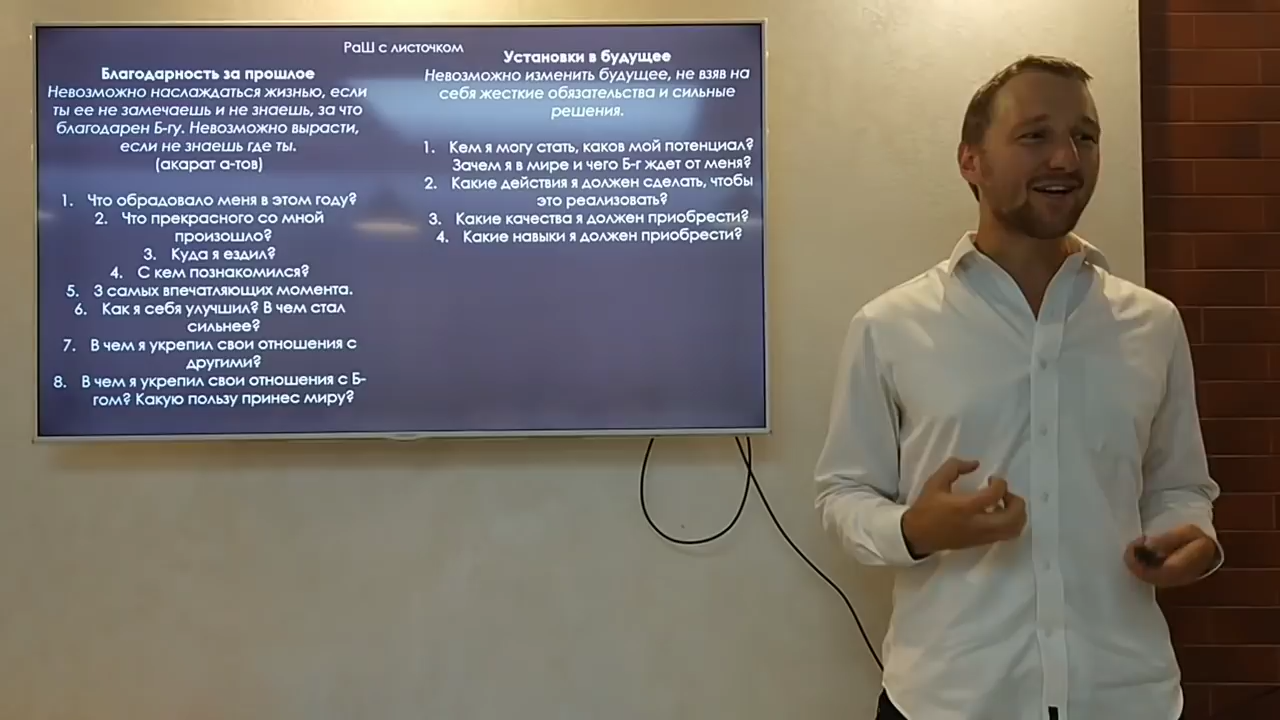 РаШ с листочком
Благодарность за прошлое
Невозможно наслаждаться жизнью, если
ты ее не замечаешь и не знаешь, за что
благодарен Б-гу. Невозможно вырасти,
если не знаешь где ты.
(акарат а-тов)
1. Что обрадовало меня в этом году?
2. Что прекрасного со мной
произошло?
3. Куда я ездил?
4. С кем познакомился?
5. 3 самых впечатляющих момента.
6. Как я себя улучшил? В чем стал
сильнее?
7. В чем я укрепил свои отношения с
другими?
8. В чем я укрепил свои отношения с Б-
гом? Какую пользу принес миру?
Установки в будущее
Невозможно изменить будущее, не взяв на
себя жесткие обязательства и сильные
решения.
1. Кем я могу стать, каков мой потенциал?
Зачем я в мире и чего Б-г ждет от меня?
2. Какие действия я должен сделать, чтобы
это реализовать?
3. Какие качества я должен приобрести?
4. Какие навыки я должен приобрести?